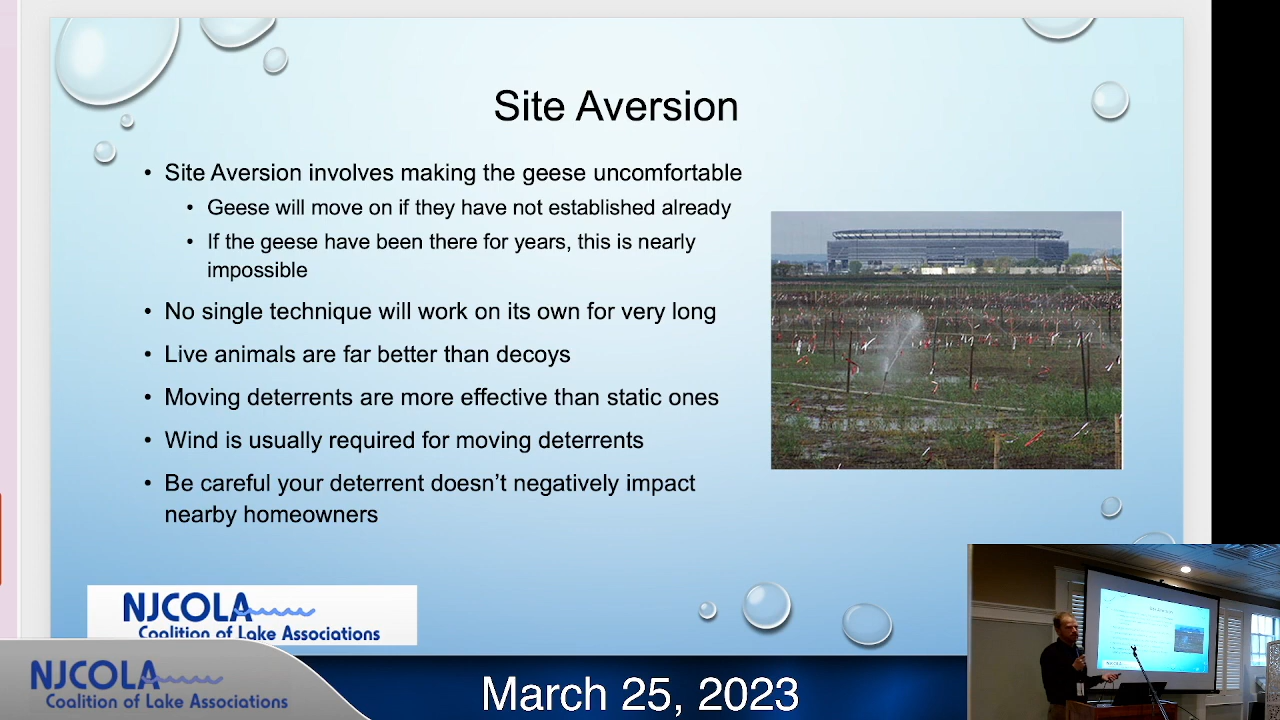 Site Aversion
• Site Aversion involves making the geese uncomfortable
• Geese will move on if they have not established already
• If the geese have been there for years, this is nearly
impossible
• No single technique will work on its own for very long
• Live animals are far better than decoys
• Moving deterrents are more effective than static ones
• Wind is usually required for moving deterrents
• Be careful your deterrent doesn’t negatively impact
nearby homeowners
NJCOLA
Coalition of Lake Associations
NJCOLA
Coalition of Lake Associations
March 25, 2023